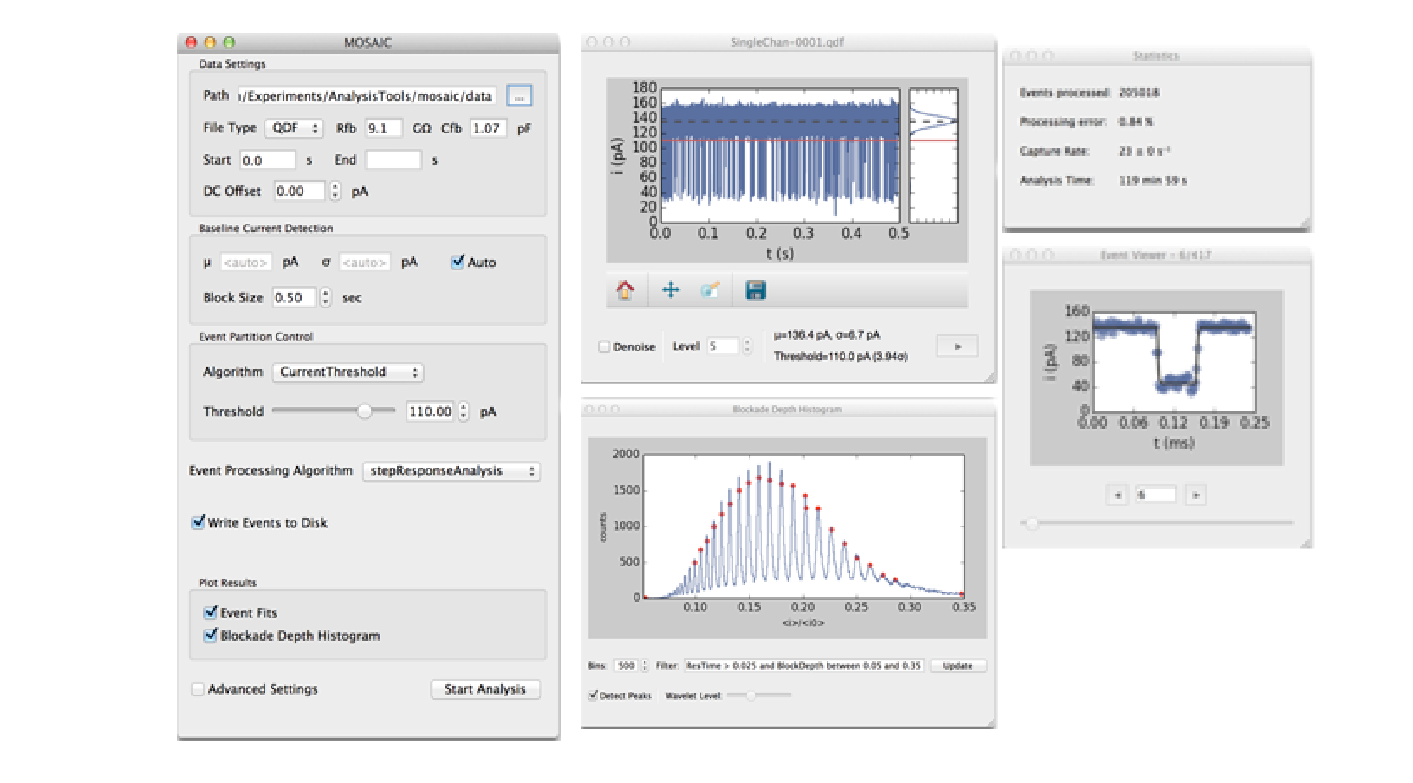 MOSAIC
Data Settings
Path ı/Experiments/AnalysisTools/mosaic/data ...
File Type QDF Rfb 9.1 GΩ Cfb 1.07 pF
Start 0.0 s End s
DC Offset 0.00 pA
Baseline Current Detection
μ <auto> pA σ <auto> pA Auto
Block Size 0.50 sec
Event Partition Control
Algorithm CurrentThreshold
Threshold 110.00 pA
Event Processing Algorithm stepResponseAnalysis
Write Events to Disk
Plot Results
Event Fits
Blockade Depth Histogram
Advanced Settings Start Analysis
SingleChan-0001.qdf
180
160
140
120
100
80
60
40
20
0
i (pA)
0.0 0.1 0.2 0.3 0.4 0.5
t (s)
Denoise Level 5
μ=136.4 pA, σ=6.7 pA
Threshold=110.0 pA (3.94σ)
Blockade Depth Histogram
2000
1500
1000
500
0
counts
0.10 0.15 0.20 0.25 0.30 0.35
<i>/<i0>
Bins: 500 Filter: ResTime > 0.025 and BlockDepth between 0.05 and 0.35 Update
Detect Peaks Wavelet Level:
Statistics
Events processed: 205018
Processing error: 0.84 %
Capture Rate: 23 ± 0 s⁻¹
Analysis Time: 119 min 59 s
Event Viewer - 6/417
160
120
80
40
0
i (pA)
0.00 0.06 0.12 0.19 0.25
t (ms)
6